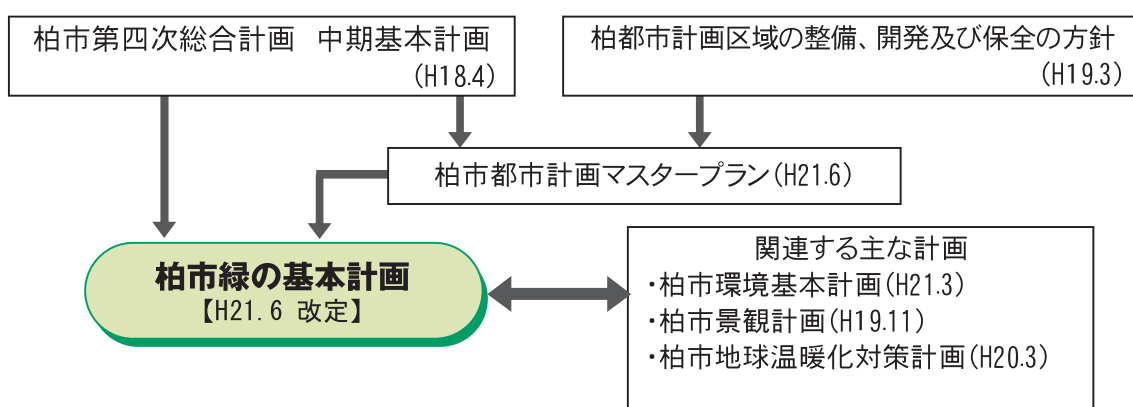 柏市第四次総合計画　中期基本計画
(H18.4)
柏都市計画区域の整備、開発及び保全の方針
(H19.3)
柏市都市計画マスタープラン(H21.6)
柏市緑の基本計画
【H21.6 改定】
関連する主な計画
・柏市環境基本計画(H21.3)
・柏市景観計画(H19.11)
・柏市地球温暖化対策計画(H20.3)